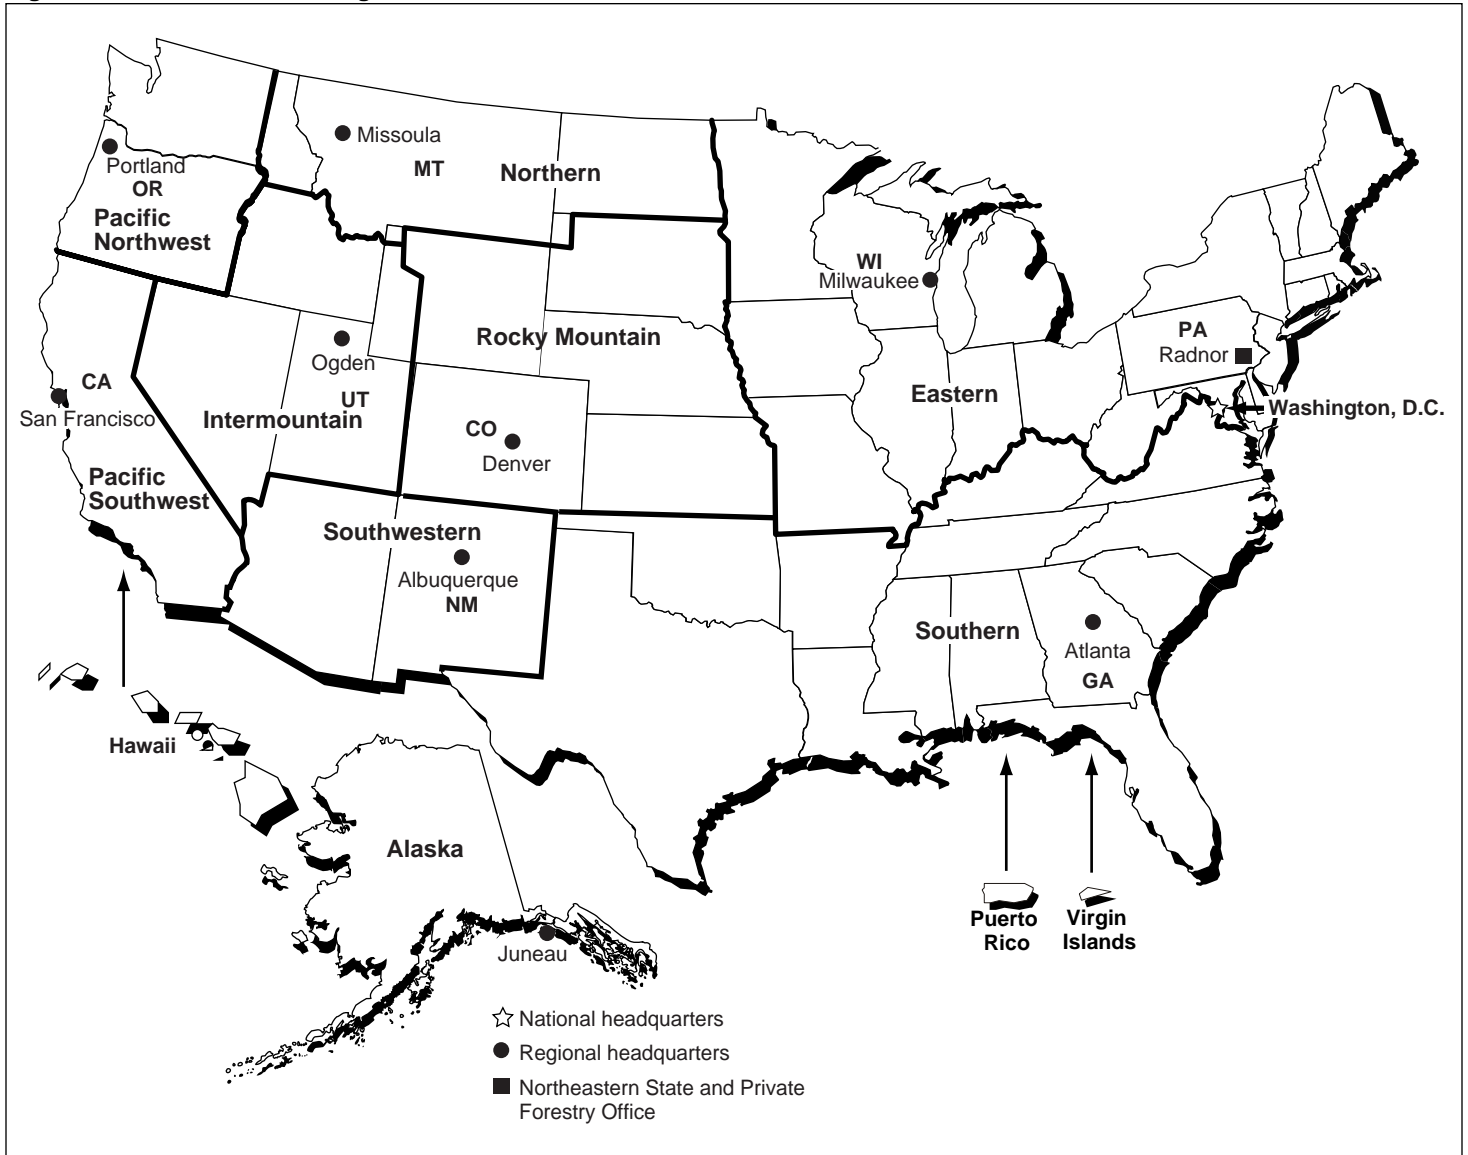 Missoula
MT
Northern
Portland
OR
Pacific
Northwest
WI
Milwaukee
PA
Radnor
Rocky Mountain
Ogden
UT
CA
San Francisco
Intermountain
Eastern
Washington, D.C.
CO
Denver
Pacific
Southwest
Southwestern
Albuquerque
NM
Southern
Atlanta
GA
Hawaii
Alaska
Puerto
Rico
Virgin
Islands
Juneau
National headquarters
Regional headquarters
Northeastern State and Private
Forestry Office